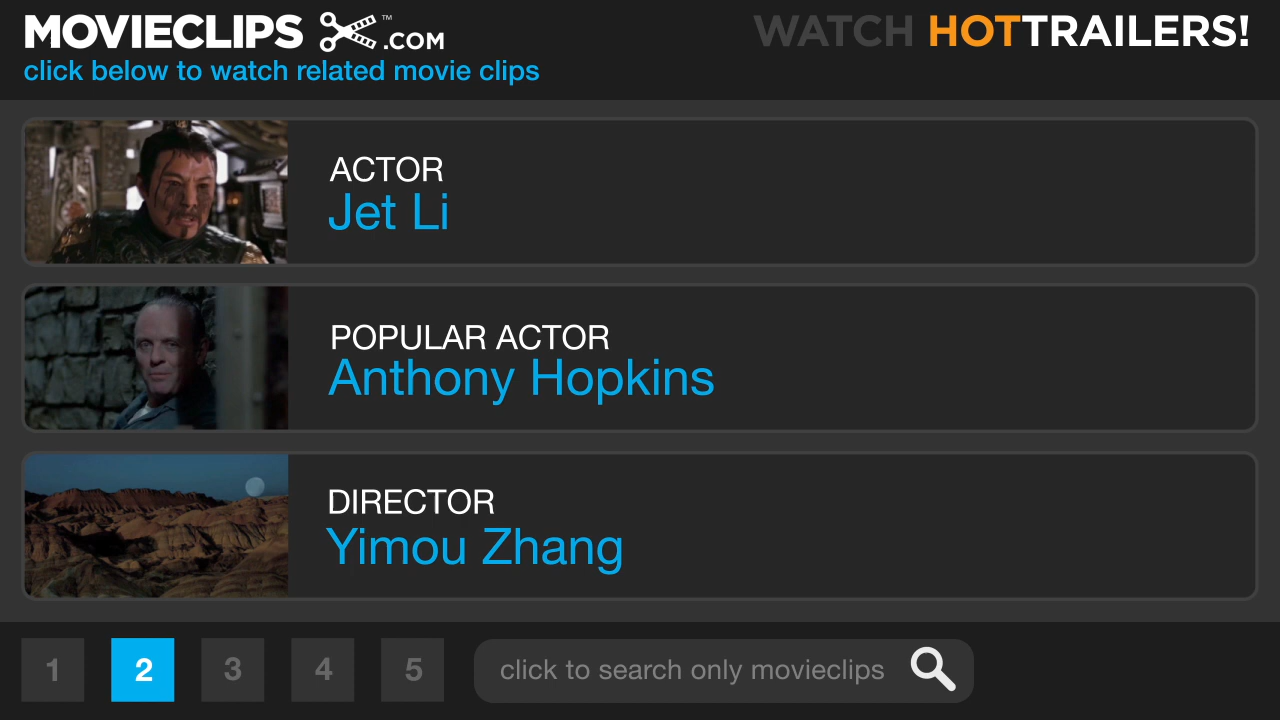 MOVIECLIPS ™ .COM
WATCH HOTTRAILERS!
click below to watch related movie clips
ACTOR
Jet Li
POPULAR ACTOR
Anthony Hopkins
DIRECTOR
Yimou Zhang
1 2 3 4 5
click to search only movieclips